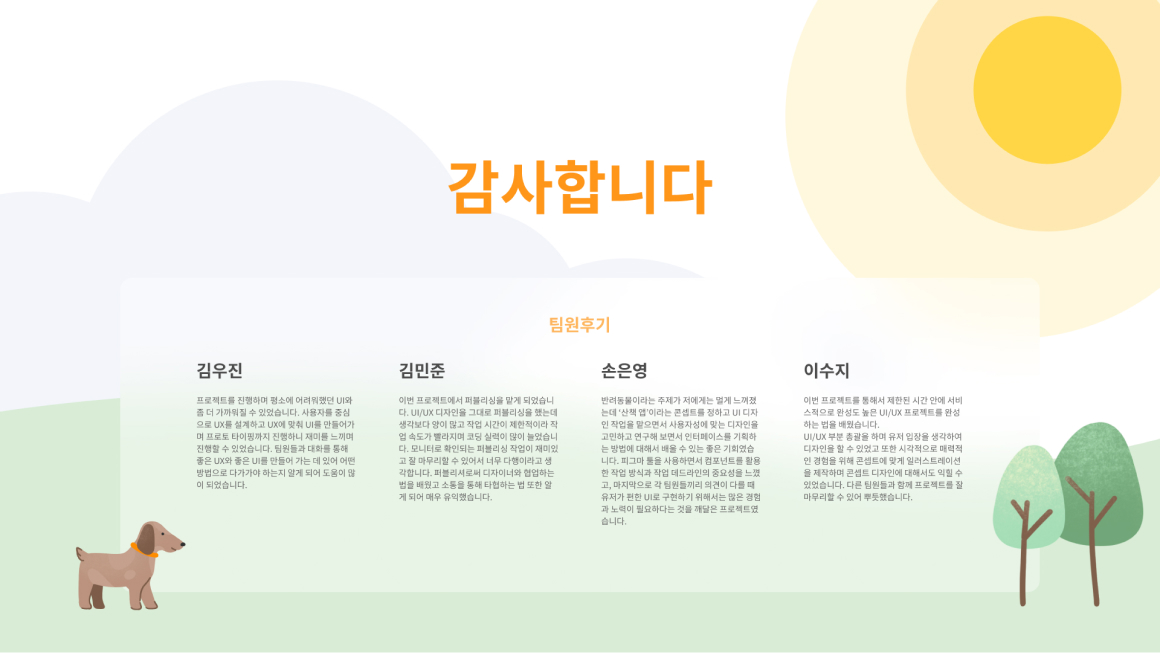 감사합니다
팀원후기
김우진
프로젝트를 진행하며 평소에 어려워했던 UI와
좀 더 가까워질 수 있었습니다. 사용자를 중심
으로 UX를 설계하고 UX에 맞춰 UI를 만들어가
며 프로토 타이핑까지 진행하니 재미를 느끼며
진행할 수 있었습니다. 팀원들과 대화를 통해
좋은 UX와 좋은 UI를 만들어 가는 데 있어 어떤
방법으로 다가가야 하는지 알게 되어 도움이 많
이 되었습니다.
김민준
이번 프로젝트에서 퍼블리싱을 맡게 되었습니
다. UI/UX 디자인을 그대로 퍼블리싱을 했는데
생각보다 양이 많고 작업 시간이 제한적이라 작
업 속도가 빨라지며 코딩 실력이 많이 늘었습니
다. 모니터로 확인되는 퍼블리싱 작업이 재미있
고 잘 마무리할 수 있어서 너무 다행이라고 생
각합니다. 퍼블리셔로써 디자이너와 협업하는
법을 배웠고 소통을 통해 타협하는 법 또한 알
게 되어 매우 유익했습니다.
손은영
반려동물이라는 주제가 저에게는 멀게 느껴졌
는데 ‘산책 앱’이라는 콘셉트를 정하고 UI 디자
인 작업을 맡으면서 사용자성에 맞는 디자인을
고민하고 연구해 보면서 인터페이스를 기획하
는 방법에 대해서 배울 수 있는 좋은 기회였습
니다. 피그마 툴을 사용하면서 컴포넌트를 활용
한 작업 방식과 작업 데드라인의 중요성을 느꼈
고, 마지막으로 각 팀원들끼리 의견이 다를 때
유저가 편한 UI로 구현하기 위해서는 많은 경험
과 노력이 필요하다는 것을 깨달은 프로젝트였
습니다.
이수지
이번 프로젝트를 통해서 제한된 시간 안에 서비
스적으로 완성도 높은 UI/UX 프로젝트를 완성
하는 법을 배웠습니다.
UI/UX 부분 총괄을 하며 유저 입장을 생각하여
디자인을 할 수 있었고 또한 시각적으로 매력적
인 경험을 위해 콘셉트에 맞게 일러스트레이션
을 제작하며 콘셉트 디자인에 대해서도 익힐 수
있었습니다. 다른 팀원들과 함께 프로젝트를 잘
마무리할 수 있어 뿌듯했습니다.